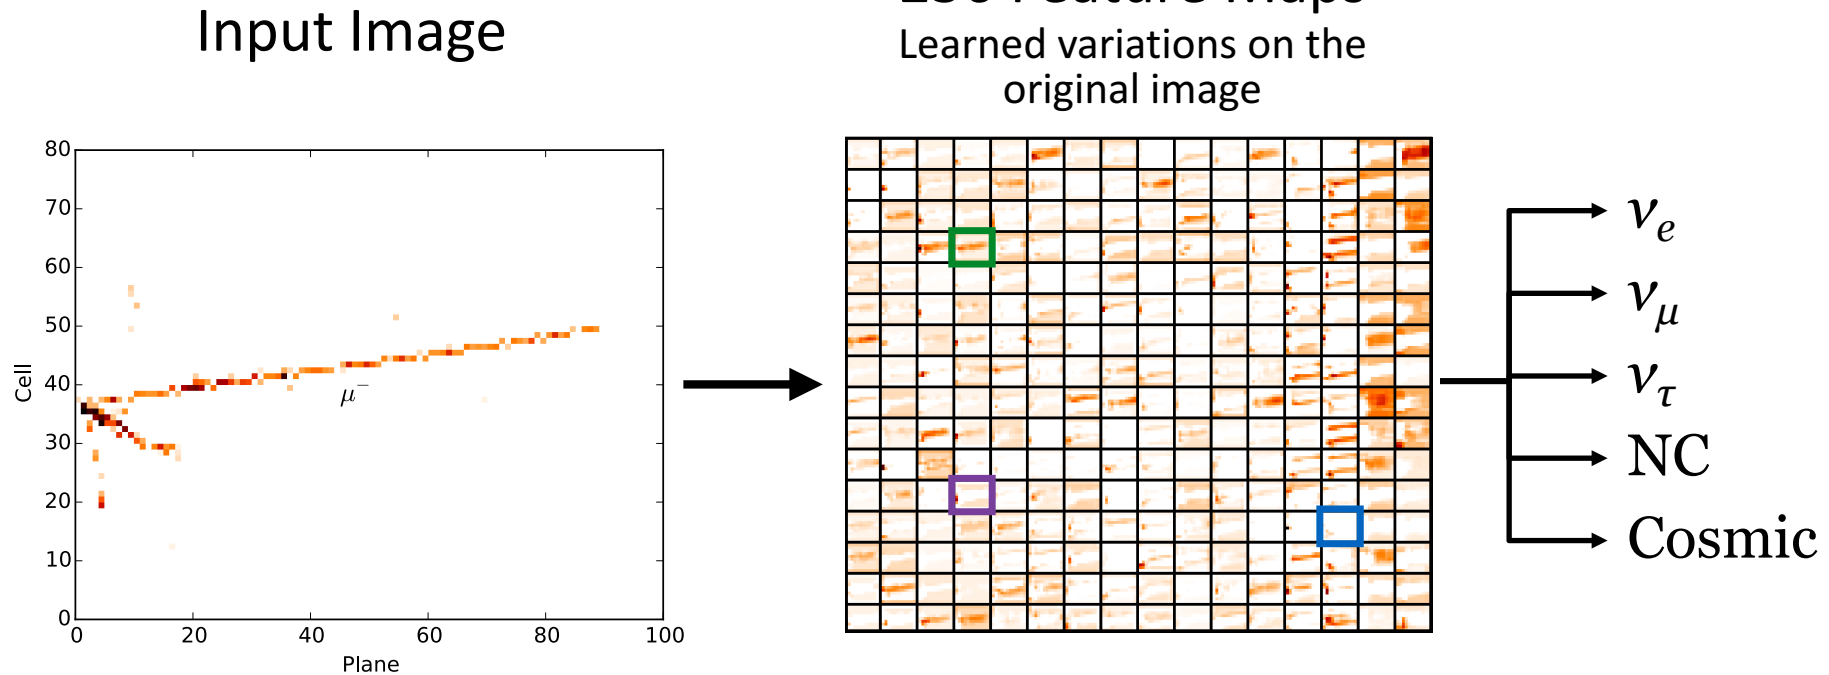 Input Image
Learned variations on the
original image
80
70
60
50
40
30
20
10
0
Cell
μ⁻
0 20 40 60 80 100
Plane
νe
νμ
ντ
NC
Cosmic